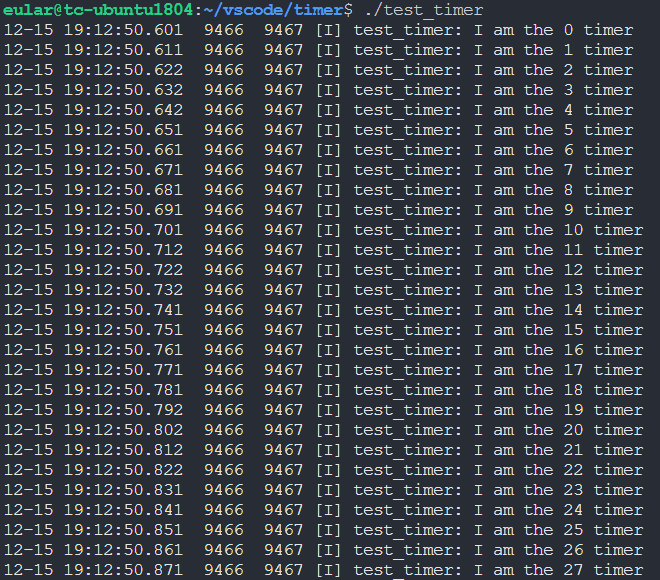 eular@tc-ubuntu1804:~/vscode/timer$ ./test_timer
12-15 19:12:50.601  9466  9467 [I] test_timer: I am the 0 timer
12-15 19:12:50.611  9466  9467 [I] test_timer: I am the 1 timer
12-15 19:12:50.622  9466  9467 [I] test_timer: I am the 2 timer
12-15 19:12:50.632  9466  9467 [I] test_timer: I am the 3 timer
12-15 19:12:50.642  9466  9467 [I] test_timer: I am the 4 timer
12-15 19:12:50.651  9466  9467 [I] test_timer: I am the 5 timer
12-15 19:12:50.661  9466  9467 [I] test_timer: I am the 6 timer
12-15 19:12:50.671  9466  9467 [I] test_timer: I am the 7 timer
12-15 19:12:50.681  9466  9467 [I] test_timer: I am the 8 timer
12-15 19:12:50.691  9466  9467 [I] test_timer: I am the 9 timer
12-15 19:12:50.701  9466  9467 [I] test_timer: I am the 10 timer
12-15 19:12:50.712  9466  9467 [I] test_timer: I am the 11 timer
12-15 19:12:50.722  9466  9467 [I] test_timer: I am the 12 timer
12-15 19:12:50.732  9466  9467 [I] test_timer: I am the 13 timer
12-15 19:12:50.741  9466  9467 [I] test_timer: I am the 14 timer
12-15 19:12:50.751  9466  9467 [I] test_timer: I am the 15 timer
12-15 19:12:50.761  9466  9467 [I] test_timer: I am the 16 timer
12-15 19:12:50.771  9466  9467 [I] test_timer: I am the 17 timer
12-15 19:12:50.781  9466  9467 [I] test_timer: I am the 18 timer
12-15 19:12:50.792  9466  9467 [I] test_timer: I am the 19 timer
12-15 19:12:50.802  9466  9467 [I] test_timer: I am the 20 timer
12-15 19:12:50.812  9466  9467 [I] test_timer: I am the 21 timer
12-15 19:12:50.822  9466  9467 [I] test_timer: I am the 22 timer
12-15 19:12:50.831  9466  9467 [I] test_timer: I am the 23 timer
12-15 19:12:50.841  9466  9467 [I] test_timer: I am the 24 timer
12-15 19:12:50.851  9466  9467 [I] test_timer: I am the 25 timer
12-15 19:12:50.861  9466  9467 [I] test_timer: I am the 26 timer
12-15 19:12:50.871  9466  9467 [I] test_timer: I am the 27 timer